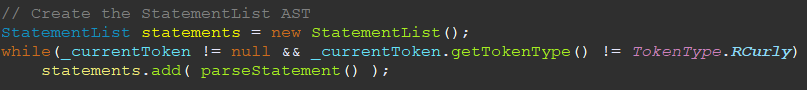 // Create the StatementList AST
StatementList statements = new StatementList();
while(_currentToken != null && _currentToken.getTokenType() != TokenType.RCurly)
    statements.add( parseStatement() );